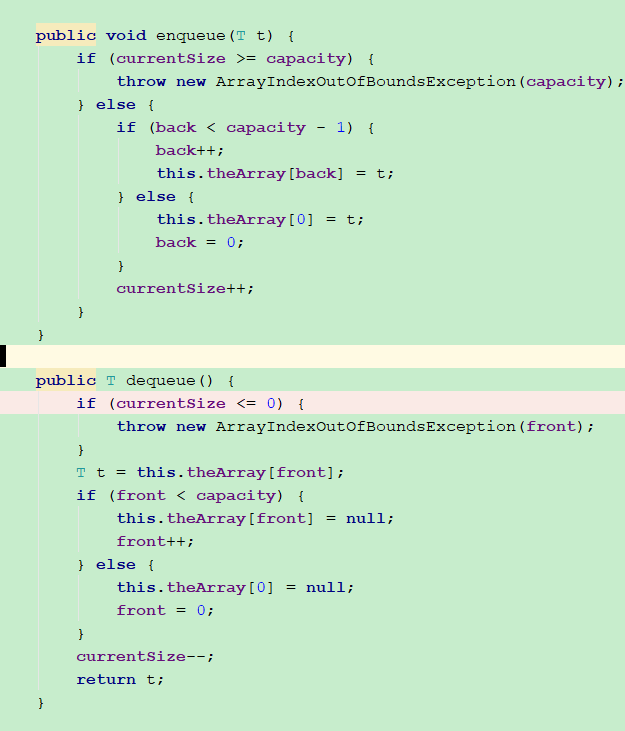 public void enqueue(T t) {
if (currentSize >= capacity) {
throw new ArrayIndexOutOfBoundsException(capacity);
} else {
if (back < capacity - 1) {
back++;
this.theArray[back] = t;
} else {
this.theArray[0] = t;
back = 0;
}
currentSize++;
}
}
public T dequeue() {
if (currentSize <= 0) {
throw new ArrayIndexOutOfBoundsException(front);
}
T t = this.theArray[front];
if (front < capacity) {
this.theArray[front] = null;
front++;
} else {
this.theArray[0] = null;
front = 0;
}
currentSize--;
return t;
}